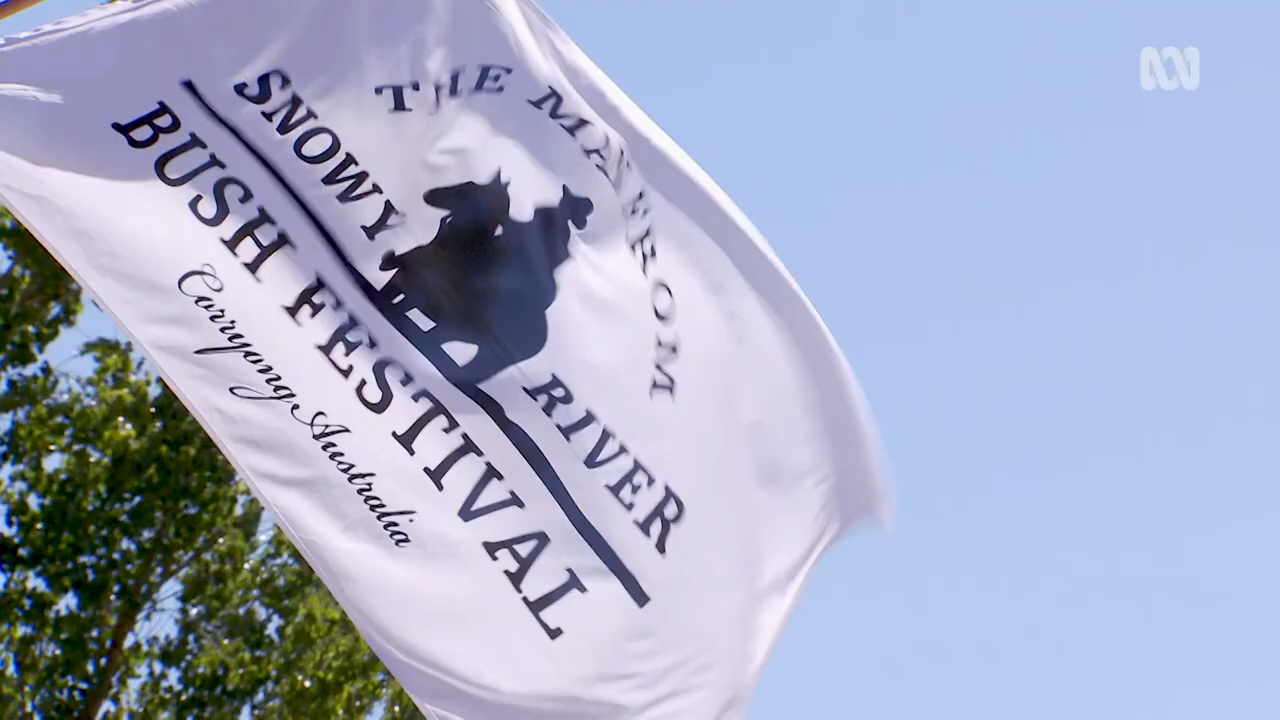 THE MAN FROM
SNOWY RIVER
BUSH FESTIVAL
Corryong Australia